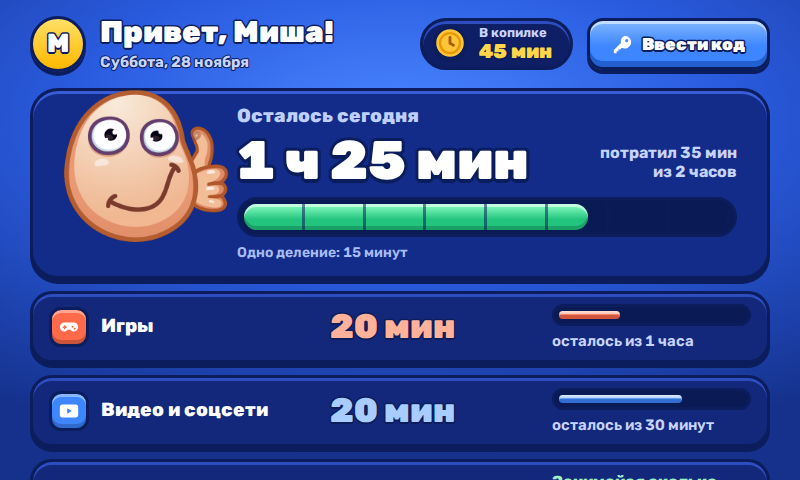 М
Привет, Миша!
Суббота, 28 ноября
В копилке
45 мин
Ввести код
Осталось сегодня
1 ч 25 мин
потратил 35 мин
из 2 часов
Одно деление: 15 минут
Игры
20 мин
осталось из 1 часа
Видео и соцсети
20 мин
осталось из 30 минут